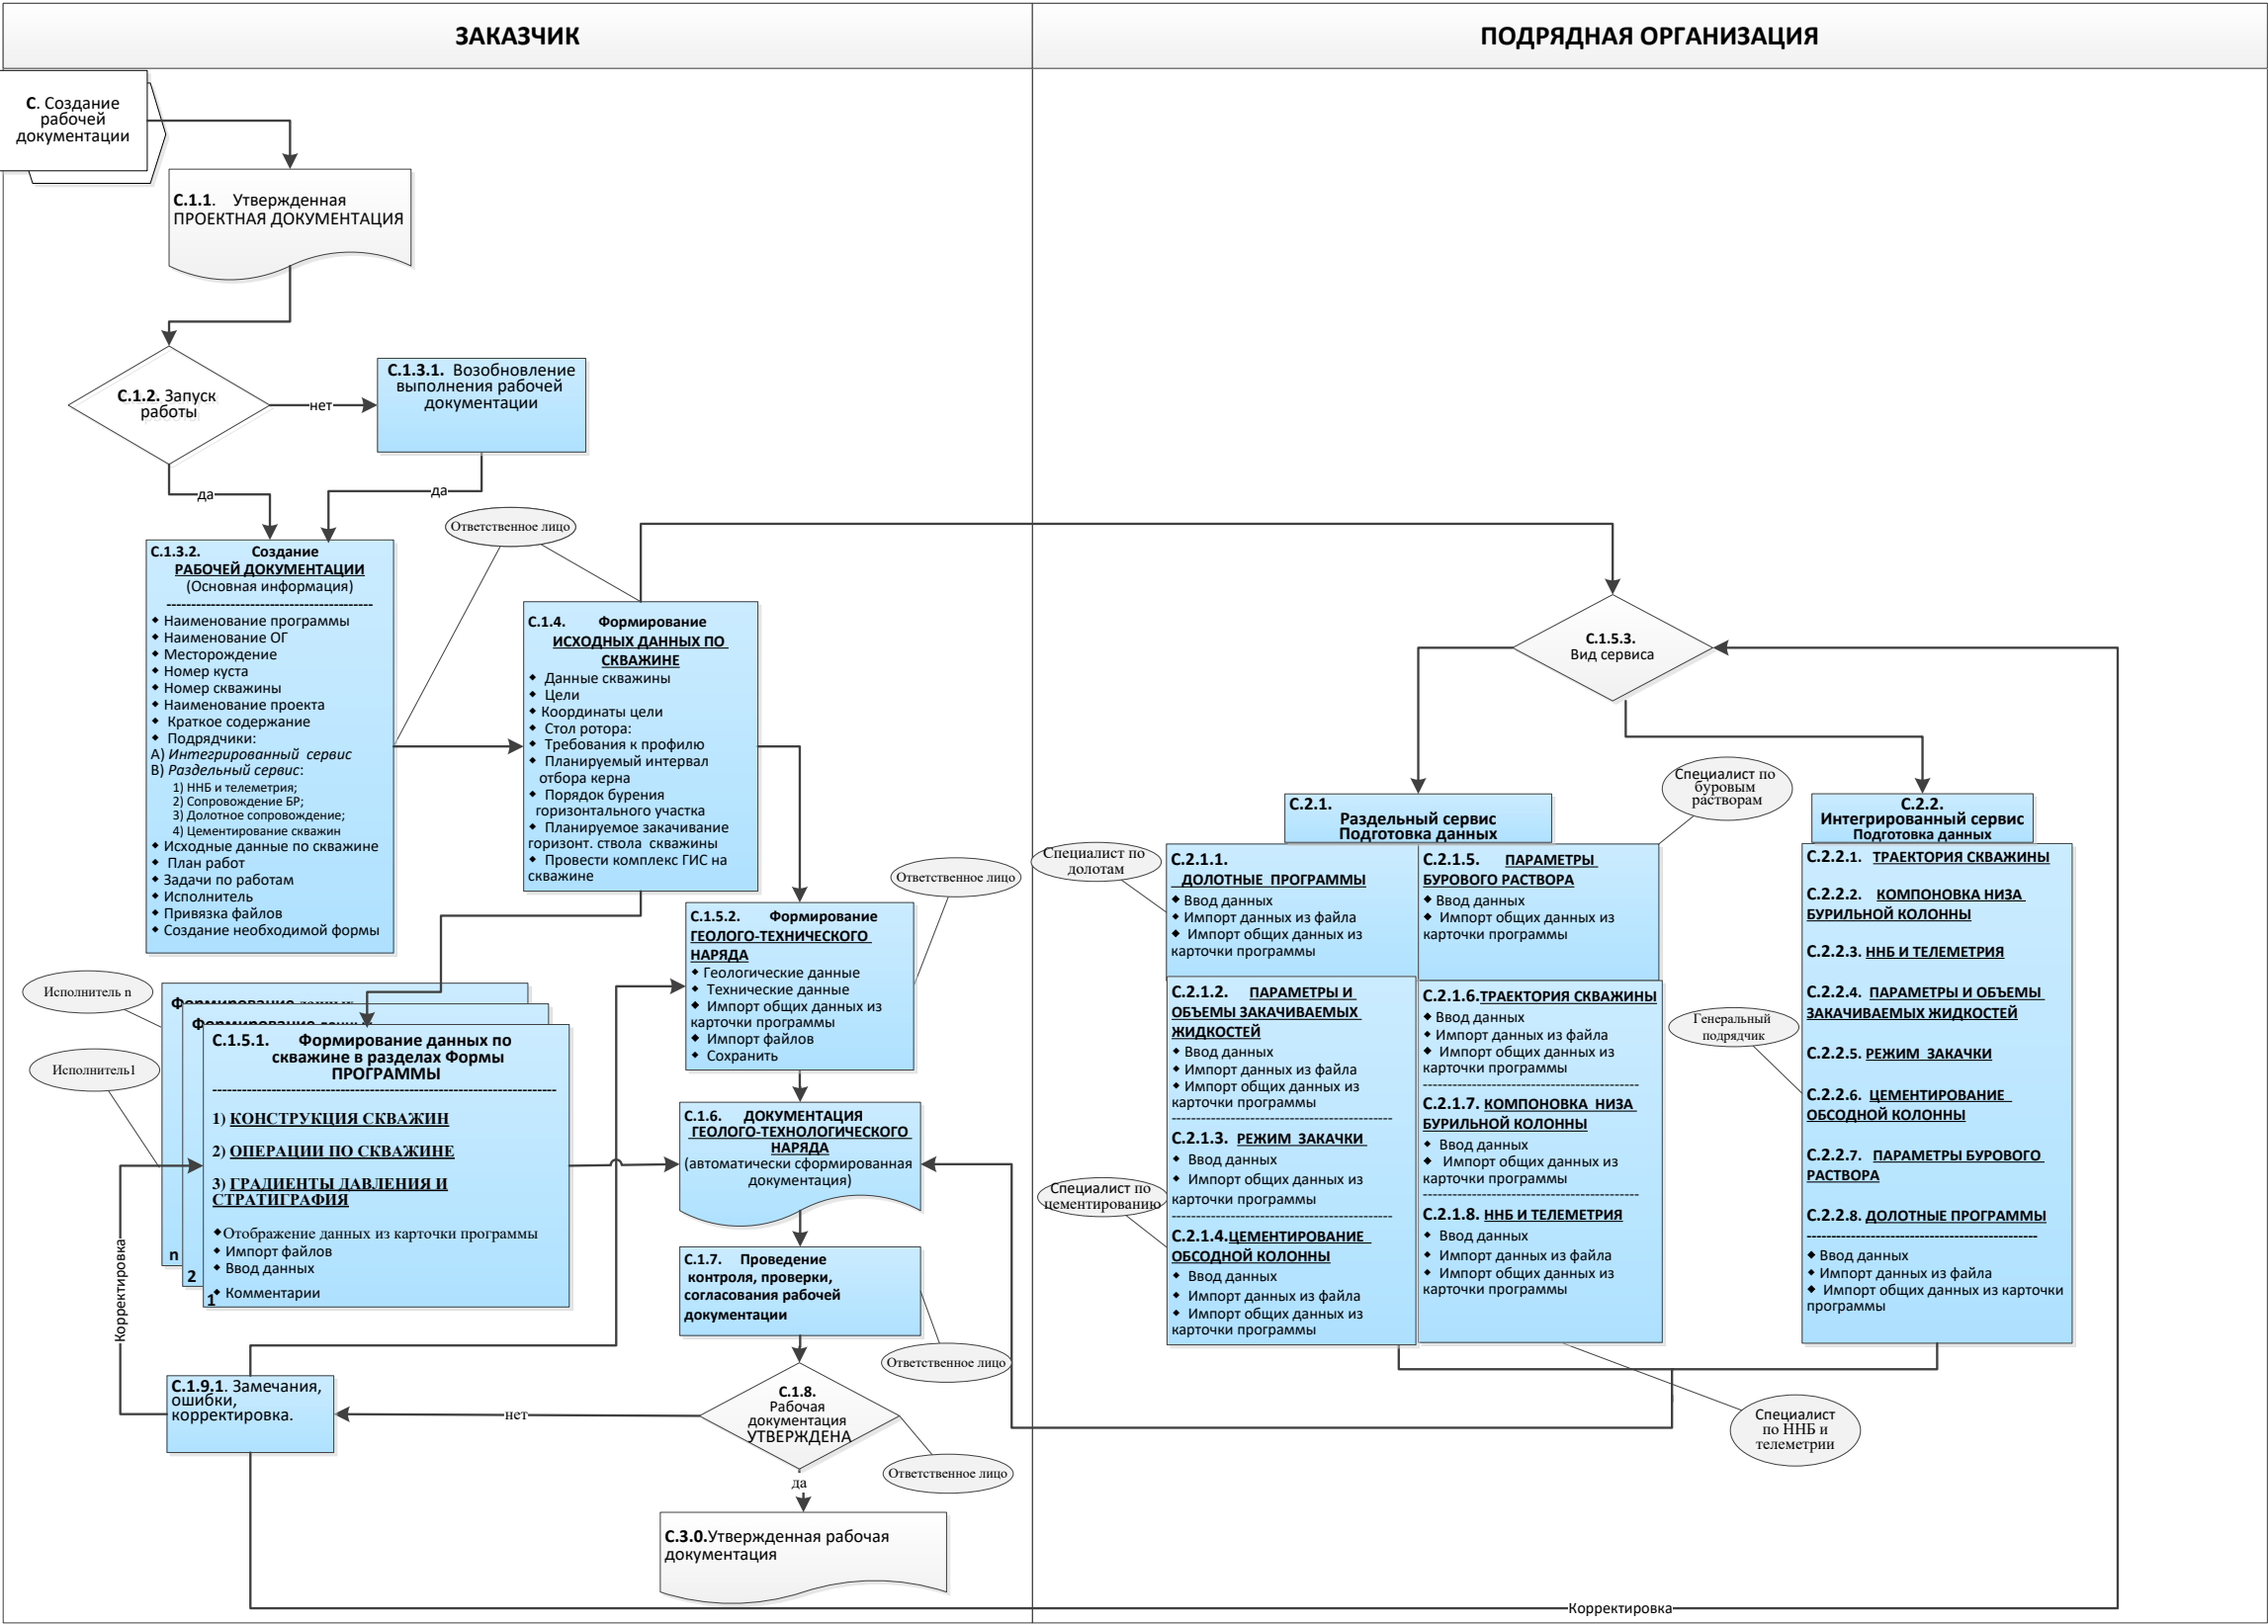 ЗАКАЗЧИК
ПОДРЯДНАЯ ОРГАНИЗАЦИЯ
С. Создание
рабочей
документации
С.1.1. Утвержденная
ПРОЕКТНАЯ ДОКУМЕНТАЦИЯ
С.1.2. Запуск
работы
нет
С.1.3.1. Возобновление
выполнения рабочей
документации
да
да
Ответственное лицо
С.1.3.2. Создание
РАБОЧЕЙ ДОКУМЕНТАЦИИ
(Основная информация)
------------------------------------------
◆ Наименование программы
◆ Наименование ОГ
◆ Месторождение
◆ Номер куста
◆ Номер скважины
◆ Наименование проекта
◆ Краткое содержание
◆ Подрядчики:
А) Интегрированный сервис
В) Раздельный сервис:
1) ННБ и телеметрия;
2) Сопровождение БР;
3) Долотное сопровождение;
4) Цементирование скважин
◆ Исходные данные по скважине
◆ План работ
◆ Задачи по работам
◆ Исполнитель
◆ Привязка файлов
◆ Создание необходимой формы
С.1.4. Формирование
ИСХОДНЫХ ДАННЫХ ПО
СКВАЖИНЕ
◆ Данные скважины
◆ Цели
◆ Координаты цели
◆ Стол ротора:
◆ Требования к профилю
◆ Планируемый интервал
отбора керна
◆ Порядок бурения
горизонтального участка
◆ Планируемое закачивание
горизонт. ствола скважины
◆ Провести комплекс ГИС на
скважине
Ответственное лицо
С.1.5.2. Формирование
ГЕОЛОГО-ТЕХНИЧЕСКОГО
НАРЯДА
◆ Геологические данные
◆ Технические данные
◆ Импорт общих данных из
карточки программы
◆ Импорт файлов
◆ Сохранить
Исполнитель n
Исполнитель1
Формирование данных
Формирование данн
С.1.5.1. Формирование данных по
скважине в разделах Формы
ПРОГРАММЫ
------------------------------------------
1) КОНСТРУКЦИЯ СКВАЖИН
2) ОПЕРАЦИИ ПО СКВАЖИНЕ
3) ГРАДИЕНТЫ ДАВЛЕНИЯ И
СТРАТИГРАФИЯ
◆Отображение данных из карточки программы
◆ Импорт файлов
◆ Ввод данных
◆ Комментарии
n
2
1
С.1.6. ДОКУМЕНТАЦИЯ
ГЕОЛОГО-ТЕХНОЛОГИЧЕСКОГО
НАРЯДА
(автоматически сформированная
документация)
С.1.7. Проведение
контроля, проверки,
согласования рабочей
документации
Ответственное лицо
С.1.8.
Рабочая
документация
УТВЕРЖДЕНА
Ответственное лицо
нет
да
Корректировка
С.1.9.1. Замечания,
ошибки,
корректировка.
С.3.0.Утвержденная рабочая
документация
С.1.5.3.
Вид сервиса
С.2.1.
Раздельный сервис
Подготовка данных
Специалист по
буровым
растворам
Специалист по
долотам
С.2.1.1.
ДОЛОТНЫЕ ПРОГРАММЫ
◆ Ввод данных
◆ Импорт данных из файла
◆ Импорт общих данных из
карточки программы
С.2.1.2. ПАРАМЕТРЫ И
ОБЪЕМЫ ЗАКАЧИВАЕМЫХ
ЖИДКОСТЕЙ
◆ Ввод данных
◆ Импорт данных из файла
◆ Импорт общих данных из
карточки программы
------------------------------------------
С.2.1.3. РЕЖИМ ЗАКАЧКИ
◆ Ввод данных
◆ Импорт общих данных из
карточки программы
------------------------------------------
Специалист по
цементированию
С.2.1.4.ЦЕМЕНТИРОВАНИЕ
ОБСОДНОЙ КОЛОННЫ
◆ Ввод данных
◆ Импорт данных из файла
◆ Импорт общих данных из
карточки программы
С.2.1.5. ПАРАМЕТРЫ
БУРОВОГО РАСТВОРА
◆ Ввод данных
◆ Импорт общих данных из
карточки программы
С.2.1.6.ТРАЕКТОРИЯ СКВАЖИНЫ
◆ Ввод данных
◆ Импорт данных из файла
◆ Импорт общих данных из
карточки программы
------------------------------------------
С.2.1.7. КОМПОНОВКА НИЗА
БУРИЛЬНОЙ КОЛОННЫ
◆ Ввод данных
◆ Импорт общих данных из
карточки программы
------------------------------------------
С.2.1.8. ННБ И ТЕЛЕМЕТРИЯ
◆ Ввод данных
◆ Импорт данных из файла
◆ Импорт общих данных из
карточки программы
Специалист
по ННБ и
телеметрии
Генеральный
подрядчик
С.2.2.
Интегрированный сервис
Подготовка данных
С.2.2.1. ТРАЕКТОРИЯ СКВАЖИНЫ
С.2.2.2. КОМПОНОВКА НИЗА
БУРИЛЬНОЙ КОЛОННЫ
С.2.2.3. ННБ И ТЕЛЕМЕТРИЯ
С.2.2.4. ПАРАМЕТРЫ И ОБЪЕМЫ
ЗАКАЧИВАЕМЫХ ЖИДКОСТЕЙ
С.2.2.5. РЕЖИМ ЗАКАЧКИ
С.2.2.6. ЦЕМЕНТИРОВАНИЕ
ОБСОДНОЙ КОЛОННЫ
С.2.2.7. ПАРАМЕТРЫ БУРОВОГО
РАСТВОРА
С.2.2.8. ДОЛОТНЫЕ ПРОГРАММЫ
------------------------------------------
◆ Ввод данных
◆ Импорт данных из файла
◆ Импорт общих данных из карточки
программы
Корректировка